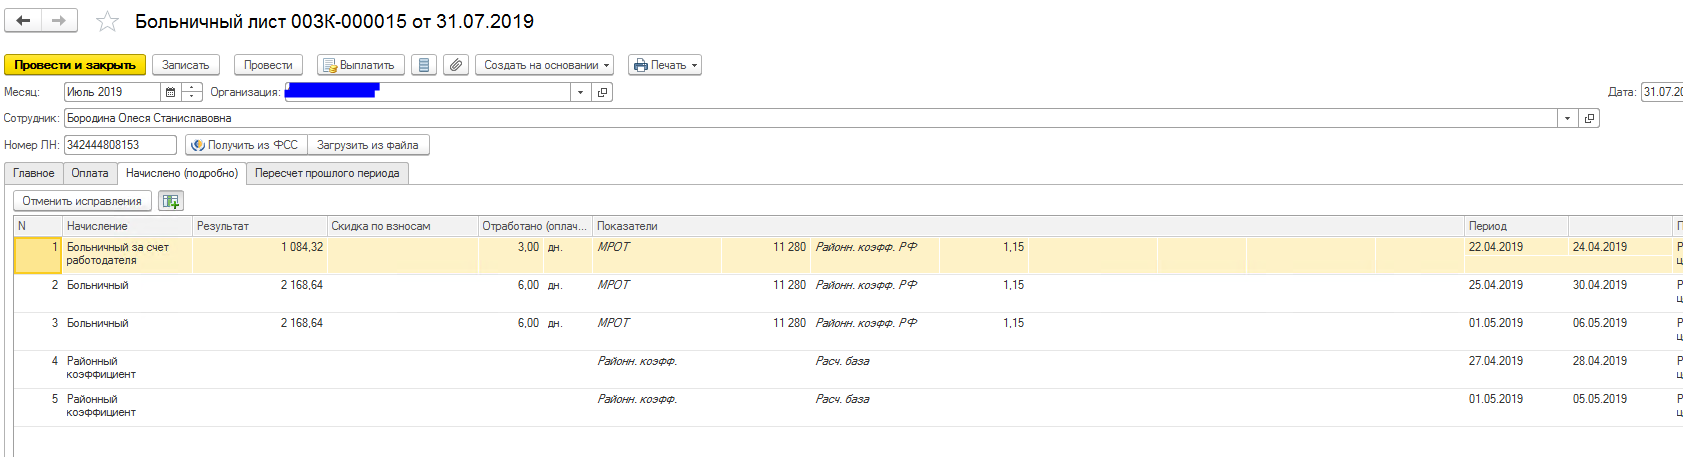 Больничный лист 003К-000015 от 31.07.2019
Провести и закрыть Записать Провести Выплатить Создать на основании Печать
Месяц: Июль 2019 Организация: Дата: 31.07.20
Сотрудник: Бородина Олеся Станиславовна
Номер ЛН: 342444808153 Получить из ФСС Загрузить из файла
Главное Оплата Начислено (подробно) Пересчет прошлого периода
Отменить исправления
N Начисление Результат Скидка по взносам Отработано (оплач... Показатели Период П
1 Больничный за счет 1 084,32 3,00 дн. МРОТ 11 280 Районн. коэфф. РФ 1,15 22.04.2019 24.04.2019 Р
работодателя ц
2 Больничный 2 168,64 6,00 дн. МРОТ 11 280 Районн. коэфф. РФ 1,15 25.04.2019 30.04.2019 Р
ц
3 Больничный 2 168,64 6,00 дн. МРОТ 11 280 Районн. коэфф. РФ 1,15 01.05.2019 06.05.2019 Р
ц
4 Районный Районн. коэфф. Расч. база 27.04.2019 28.04.2019 Р
коэффициент ц
5 Районный Районн. коэфф. Расч. база 01.05.2019 05.05.2019 Р
коэффициент ц